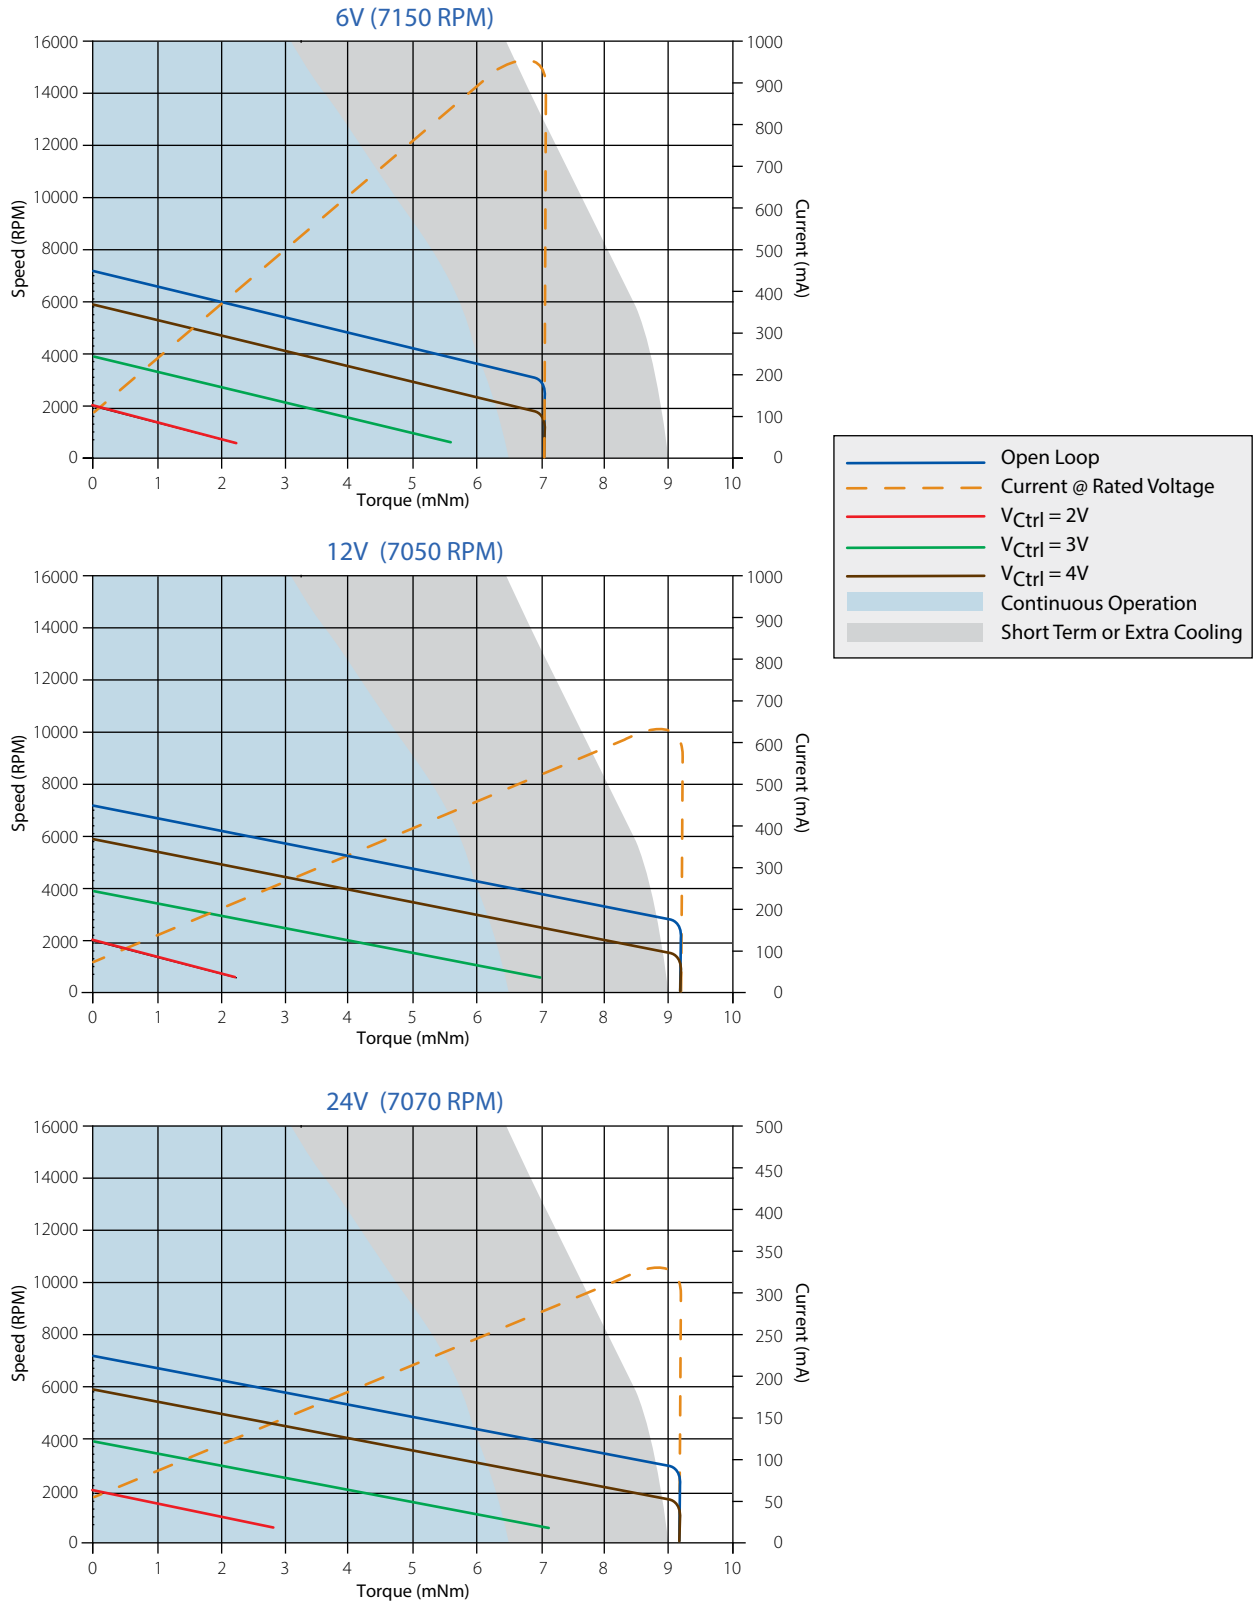 6V (7150 RPM)
16000
14000
12000
10000
8000
6000
4000
2000
0
Speed (RPM)
1000
900
800
700
600
500
400
300
200
100
0
Current (mA)
0 1 2 3 4 5 6 7 8 9 10
Torque (mNm)
Open Loop
Current @ Rated Voltage
VCtrl = 2V
VCtrl = 3V
VCtrl = 4V
Continuous Operation
Short Term or Extra Cooling
12V (7050 RPM)
16000
14000
12000
10000
8000
6000
4000
2000
0
Speed (RPM)
1000
900
800
700
600
500
400
300
200
100
0
Current (mA)
0 1 2 3 4 5 6 7 8 9 10
Torque (mNm)
24V (7070 RPM)
16000
14000
12000
10000
8000
6000
4000
2000
0
Speed (RPM)
500
450
400
350
300
250
200
150
100
50
0
Current (mA)
0 1 2 3 4 5 6 7 8 9 10
Torque (mNm)